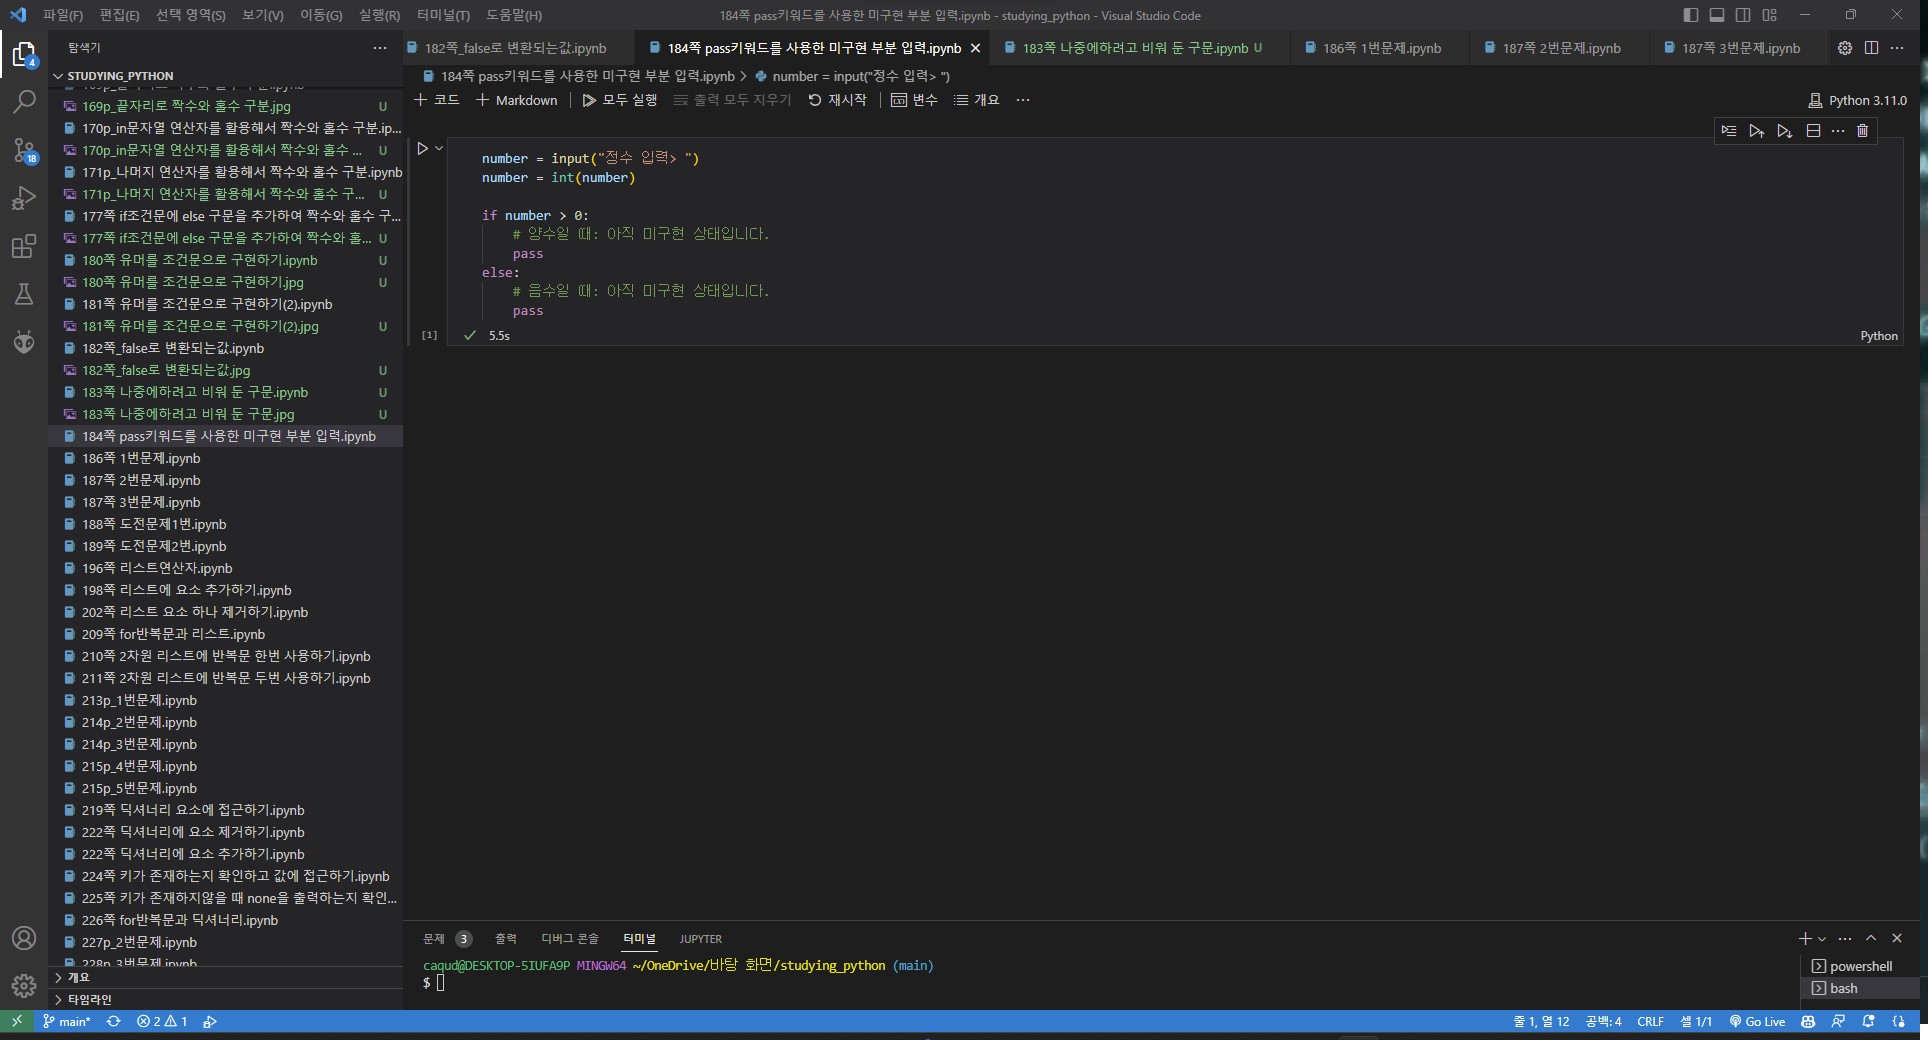 파일(F) 편집(E) 선택 영역(S) 보기(V) 이동(G) 실행(R) 터미널(T) 도움말(H)
184쪽 pass키워드를 사용한 미구현 부분 입력.ipynb - studying_python - Visual Studio Code
탐색기
STUDYING_PYTHON
169p_끝자리로 짝수와 홀수 구분.jpg U
170p_in문자열 연산자를 활용해서 짝수와 홀수 구분.ip...
170p_in문자열 연산자를 활용해서 짝수와 홀수 ... U
171p_나머지 연산자를 활용해서 짝수와 홀수 구분.ipynb
171p_나머지 연산자를 활용해서 짝수와 홀수 구... U
177쪽 if조건문에 else 구문을 추가하여 짝수와 홀수 구...
177쪽 if조건문에 else 구문을 추가하여 짝수와 홀... U
180쪽 유머를 조건문으로 구현하기.ipynb U
180쪽 유머를 조건문으로 구현하기.jpg U
181쪽 유머를 조건문으로 구현하기(2).ipynb
181쪽 유머를 조건문으로 구현하기(2).jpg U
182쪽_false로 변환되는값.ipynb
182쪽_false로 변환되는값.jpg U
183쪽 나중에하려고 비워 둔 구문.ipynb U
183쪽 나중에하려고 비워 둔 구문.jpg U
184쪽 pass키워드를 사용한 미구현 부분 입력.ipynb
186쪽 1번문제.ipynb
187쪽 2번문제.ipynb
187쪽 3번문제.ipynb
188쪽 도전문제1번.ipynb
189쪽 도전문제2번.ipynb
196쪽 리스트연산자.ipynb
198쪽 리스트에 요소 추가하기.ipynb
202쪽 리스트 요소 하나 제거하기.ipynb
209쪽 for반복문과 리스트.ipynb
210쪽 2차원 리스트에 반복문 한번 사용하기.ipynb
211쪽 2차원 리스트에 반복문 두번 사용하기.ipynb
213p_1번문제.ipynb
214p_2번문제.ipynb
214p_3번문제.ipynb
215p_4번문제.ipynb
215p_5번문제.ipynb
219쪽 딕셔너리 요소에 접근하기.ipynb
222쪽 딕셔너리에 요소 제거하기.ipynb
222쪽 딕셔너리에 요소 추가하기.ipynb
224쪽 키가 존재하는지 확인하고 값에 접근하기.ipynb
225쪽 키가 존재하지않을 때 none을 출력하는지 확인...
226쪽 for반복문과 딕셔너리.ipynb
227p_2번문제.ipynb
228p_3번문제.ipynb
개요
타임라인
4
18
182쪽_false로 변환되는값.ipynb
184쪽 pass키워드를 사용한 미구현 부분 입력.ipynb
183쪽 나중에하려고 비워 둔 구문.ipynb U
186쪽 1번문제.ipynb
187쪽 2번문제.ipynb
187쪽 3번문제.ipynb
184쪽 pass키워드를 사용한 미구현 부분 입력.ipynb > number = input("정수 입력> ")
+ 코드 + Markdown 모두 실행 출력 모두 지우기 재시작 변수 개요 ...
Python 3.11.0
number = input("정수 입력> ")
number = int(number)
if number > 0:
# 양수일 때: 아직 미구현 상태입니다.
pass
else:
# 음수일 때: 아직 미구현 상태입니다.
pass
[1] 5.5s
Python
문제 3 출력 디버그 콘솔 터미널 JUPYTER
caqud@DESKTOP-5IUFA9P MINGW64 ~/OneDrive/바탕 화면/studying_python (main)
$
powershell
bash
main* 2 1
줄 1, 열 12 공백: 4 CRLF 셀 1/1 Go Live